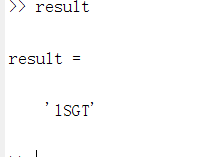 >> result
result =
'1SGT'